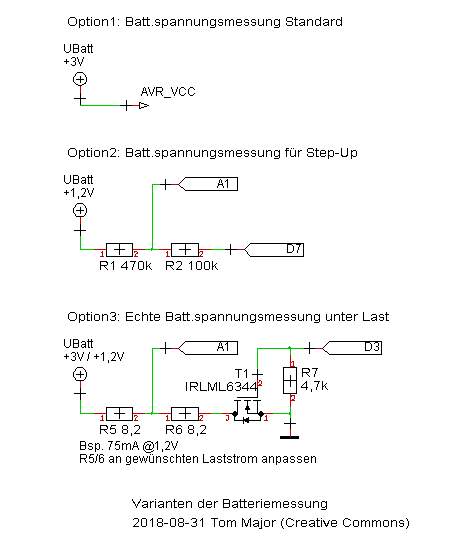 Option1: Batt.spannungsmessung Standard
UBatt
+3V
AVR_VCC
Option2: Batt.spannungsmessung für Step-Up
UBatt
+1,2V
A1
1 2 1 2
D7
R1 470k R2 100k
Option3: Echte Batt.spannungsmessung unter Last
UBatt
+3V / +1,2V
A1
D3
T1
IRLML6344
2
1
R7
4,7k
2
1 2 1 2 3 1
R5 8,2 R6 8,2
Bsp. 75mA @1,2V
R5/6 an gewünschten Laststrom anpassen
Varianten der Batteriemessung
2018-08-31 Tom Major (Creative Commons)